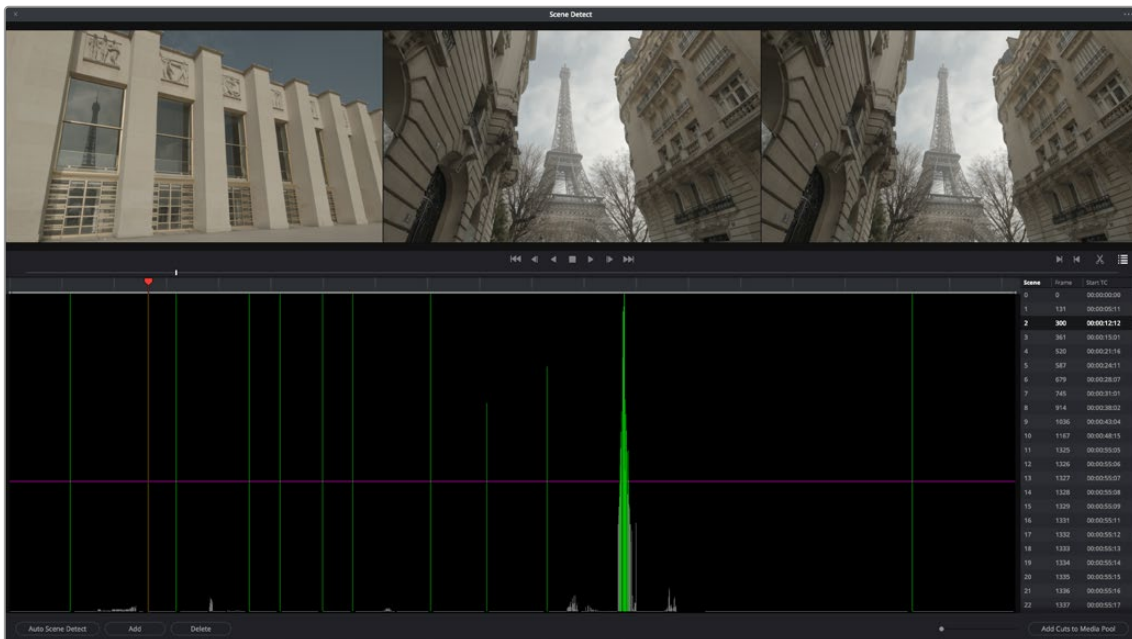 Scene Detect
Scene Frame Start TC
0 0 00:00:00:00
1 131 00:00:05:11
2 300 00:00:12:12
3 361 00:00:15:01
4 520 00:00:21:16
5 587 00:00:24:11
6 679 00:00:28:07
7 745 00:00:31:01
8 914 00:00:38:02
9 1036 00:00:43:04
10 1167 00:00:48:15
11 1325 00:00:55:05
12 1326 00:00:55:06
13 1327 00:00:55:07
14 1328 00:00:55:08
15 1329 00:00:55:09
16 1331 00:00:55:11
17 1332 00:00:55:12
18 1333 00:00:55:13
19 1334 00:00:55:14
20 1335 00:00:55:15
21 1336 00:00:55:16
22 1337 00:00:55:17
Auto Scene Detect Add Delete Add Cuts to Media Pool